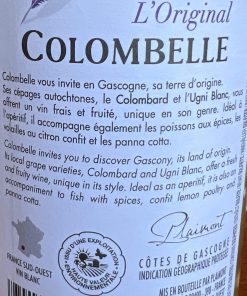 L'Original
COLOMBELLE
Colombelle vous invite en Gascogne, sa terre d'origine.
Ses cépages autochtones, le Colombard et l'Ugni Blanc, vous
offrent un vin frais et fruité, unique en son genre. Idéal à
l'apéritif, il accompagne également les poissons aux épices, les
volailles au citron confit et les panna cotta.
Colombelle invites you to discover Gascony, its land of origin.
Its local grape varieties, Colombard and Ugni Blanc, offer a fresh
and fruity wine, unique in its style. Ideal as an aperitif, it is also an
accompaniment to fish with spices, confit lemon poultry and
panna cotta.
Plaimont
CÔTES DE GASCOGNE
INDICATION GÉOGRAPHIQUE PROTÉGÉE
FRANCE SUD-OUEST
VIN BLANC
ISSU D'UNE EXPLOITATION
HAUTE VALEUR
ENVIRONNEMENTALE
MIS EN BOUTEILLE PAR PLAIMONT